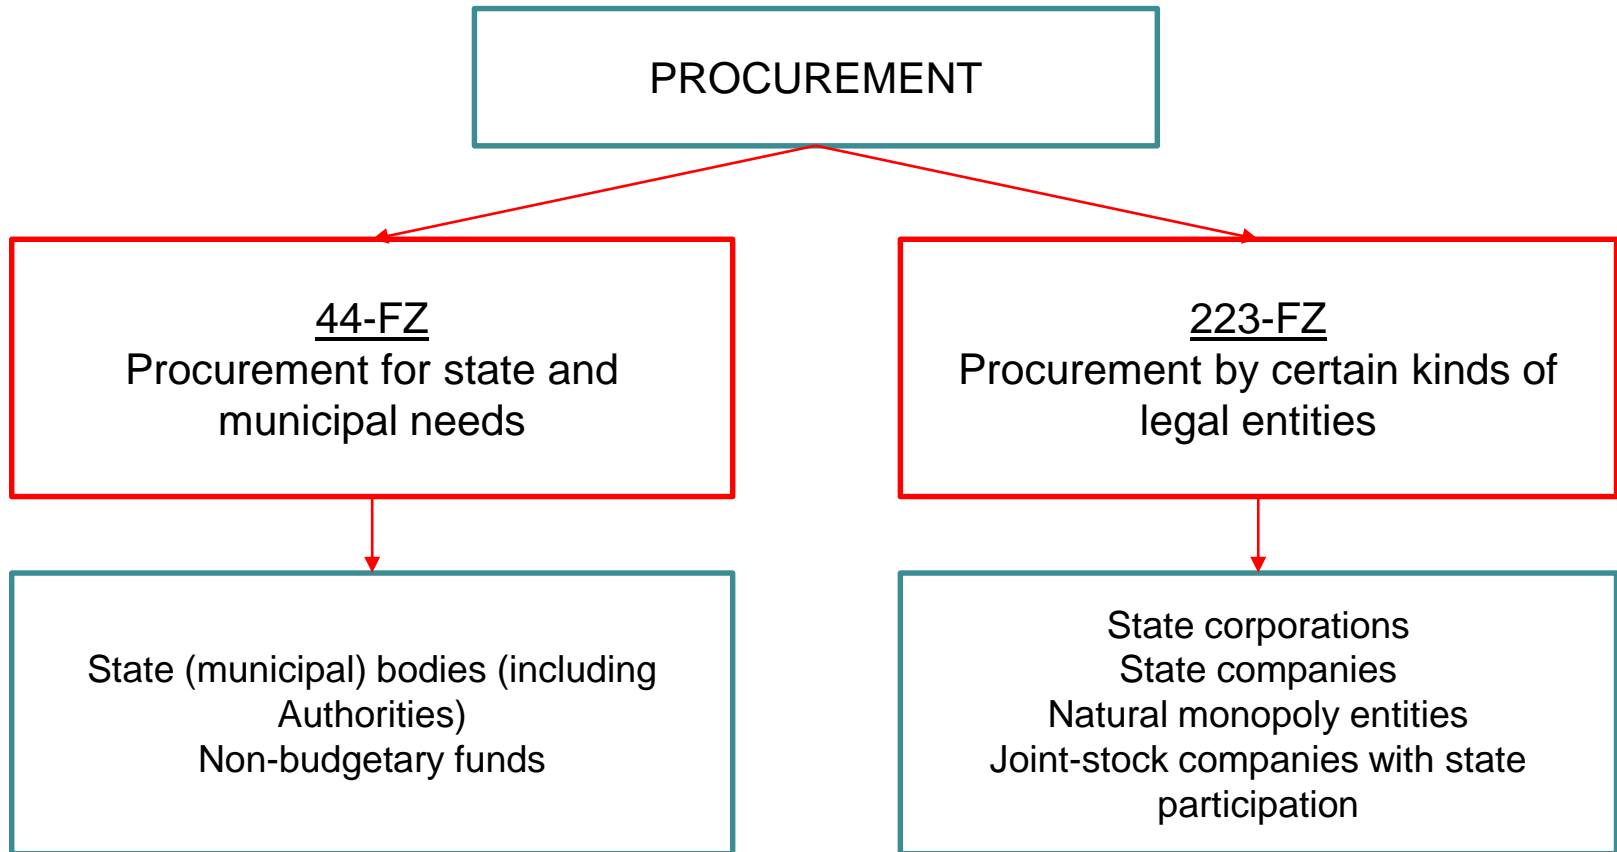 PROCUREMENT
44-FZ
Procurement for state and
municipal needs
223-FZ
Procurement by certain kinds of
legal entities
State (municipal) bodies (including
Authorities)
Non-budgetary funds
State corporations
State companies
Natural monopoly entities
Joint-stock companies with state
participation